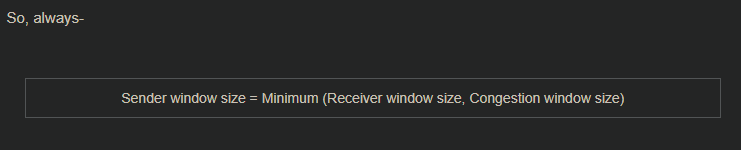 So, always-
Sender window size = Minimum (Receiver window size, Congestion window size)